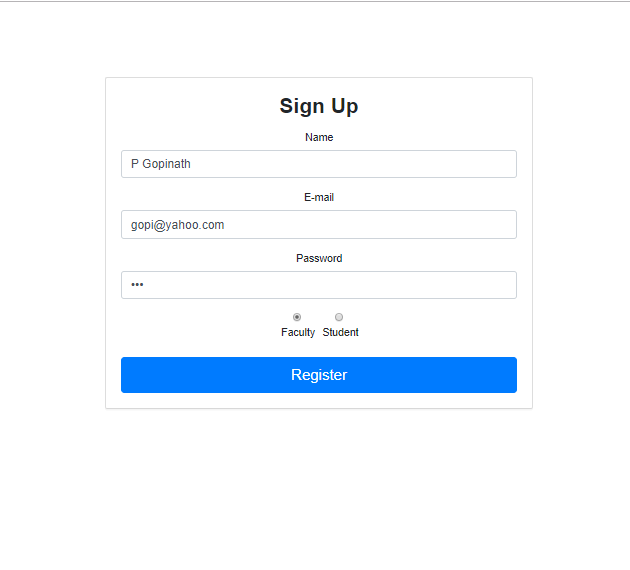 Sign Up
Name
P Gopinath
E-mail
gopi@yahoo.com
Password
•••
Faculty Student
Register